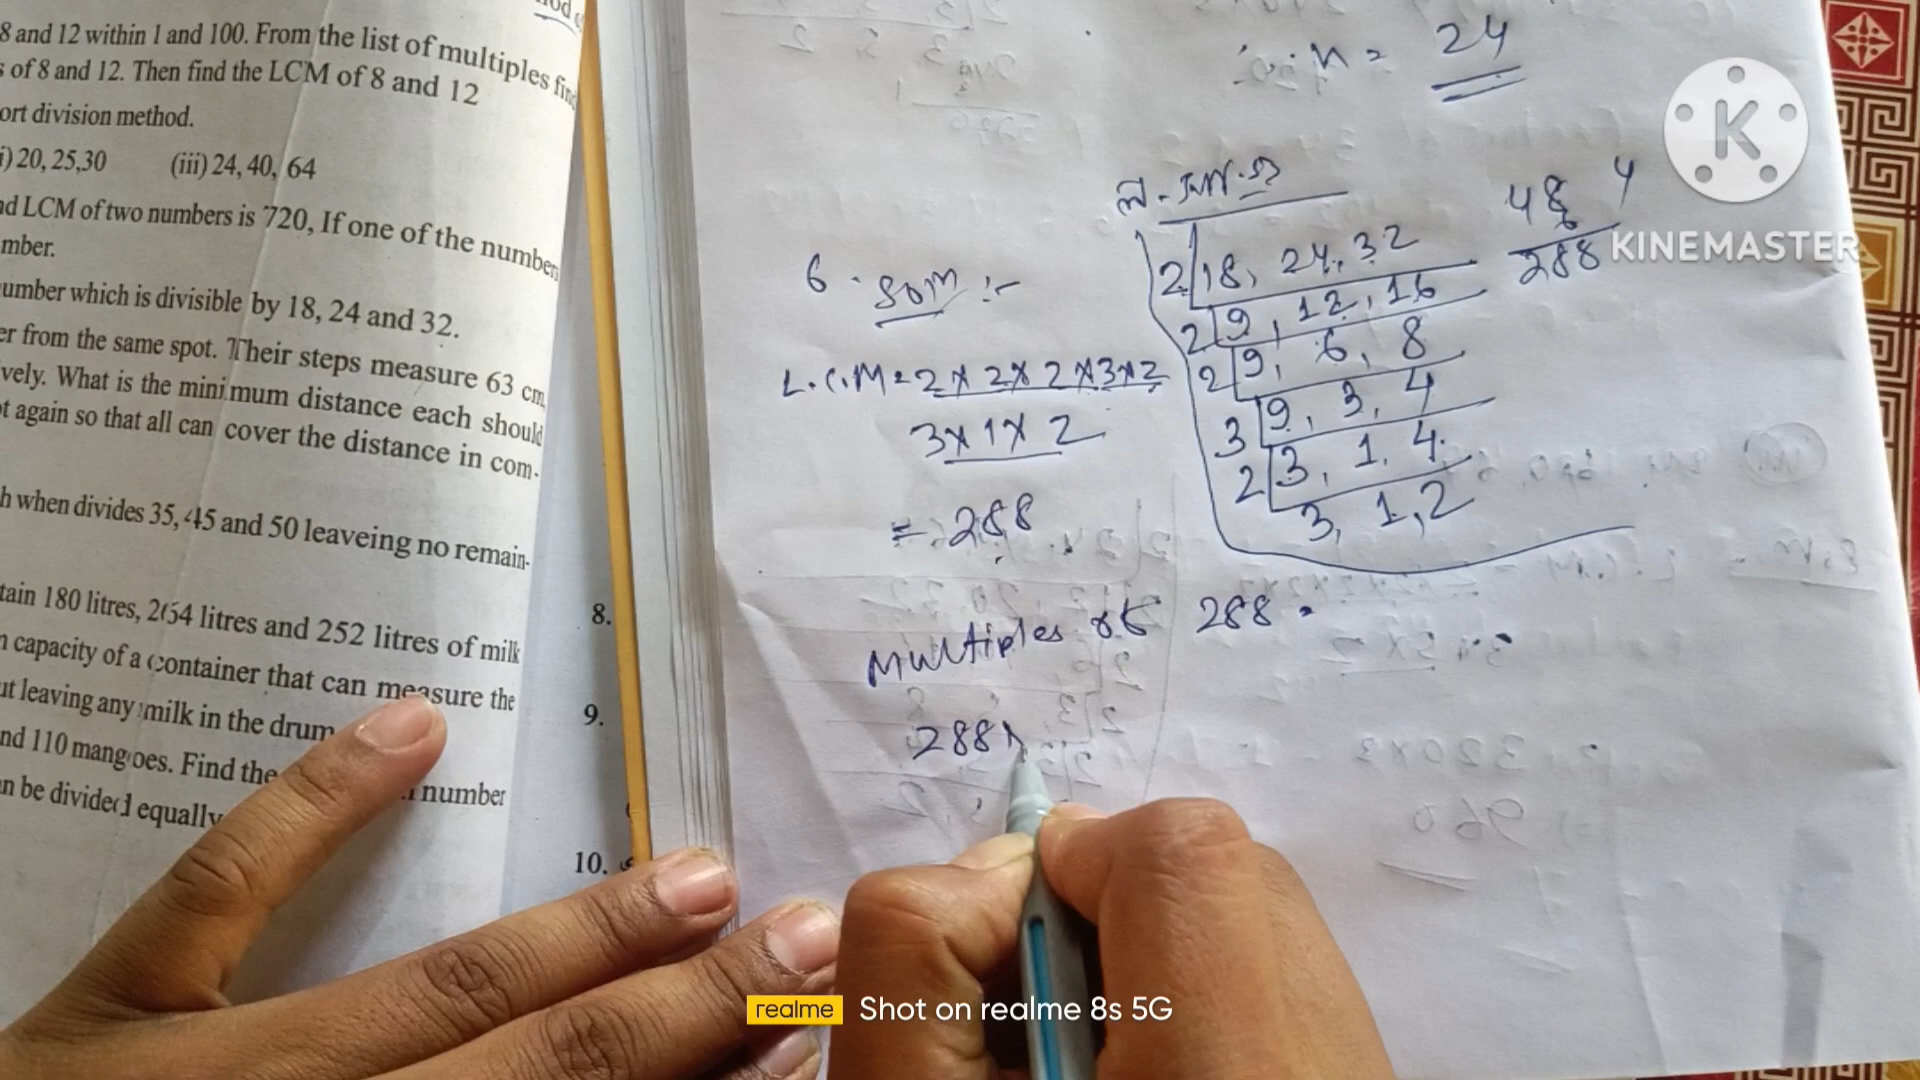 8 and 12 within 1 and 100. From the list of multiples
of 8 and 12. Then find the LCM of 8 and 12
ort division method.
i) 20, 25,30 (iii) 24, 40, 64
nd LCM of two numbers is 720, If one of the number
mber.
umber which is divisible by 18, 24 and 32.
er from the same spot. Their steps measure 63 cm
vely. What is the minimum distance each should
t again so that all can cover the distance in com-
h when divides 35, 45 and 50 leaveing no remain-
tain 180 litres, 264 litres and 252 litres of milk
capacity of a container that can measure the
ut leaving any milk in the drum
nd 110 mangoes. Find the number
n be divided equally
8.
9.
10.
24
6. Soln :-
L.C.M = 2 x 2 x 2 x 3 x 2
3 x 1 x 2
= 288
Multiples of 288 =
288
2 18, 24, 32
2 9, 12, 16
2 9, 6, 8
3 9, 3, 4
2 3, 1, 4
3, 1, 2
48 4
6
288
K
KINEMASTER
realme Shot on realme 8s 5G